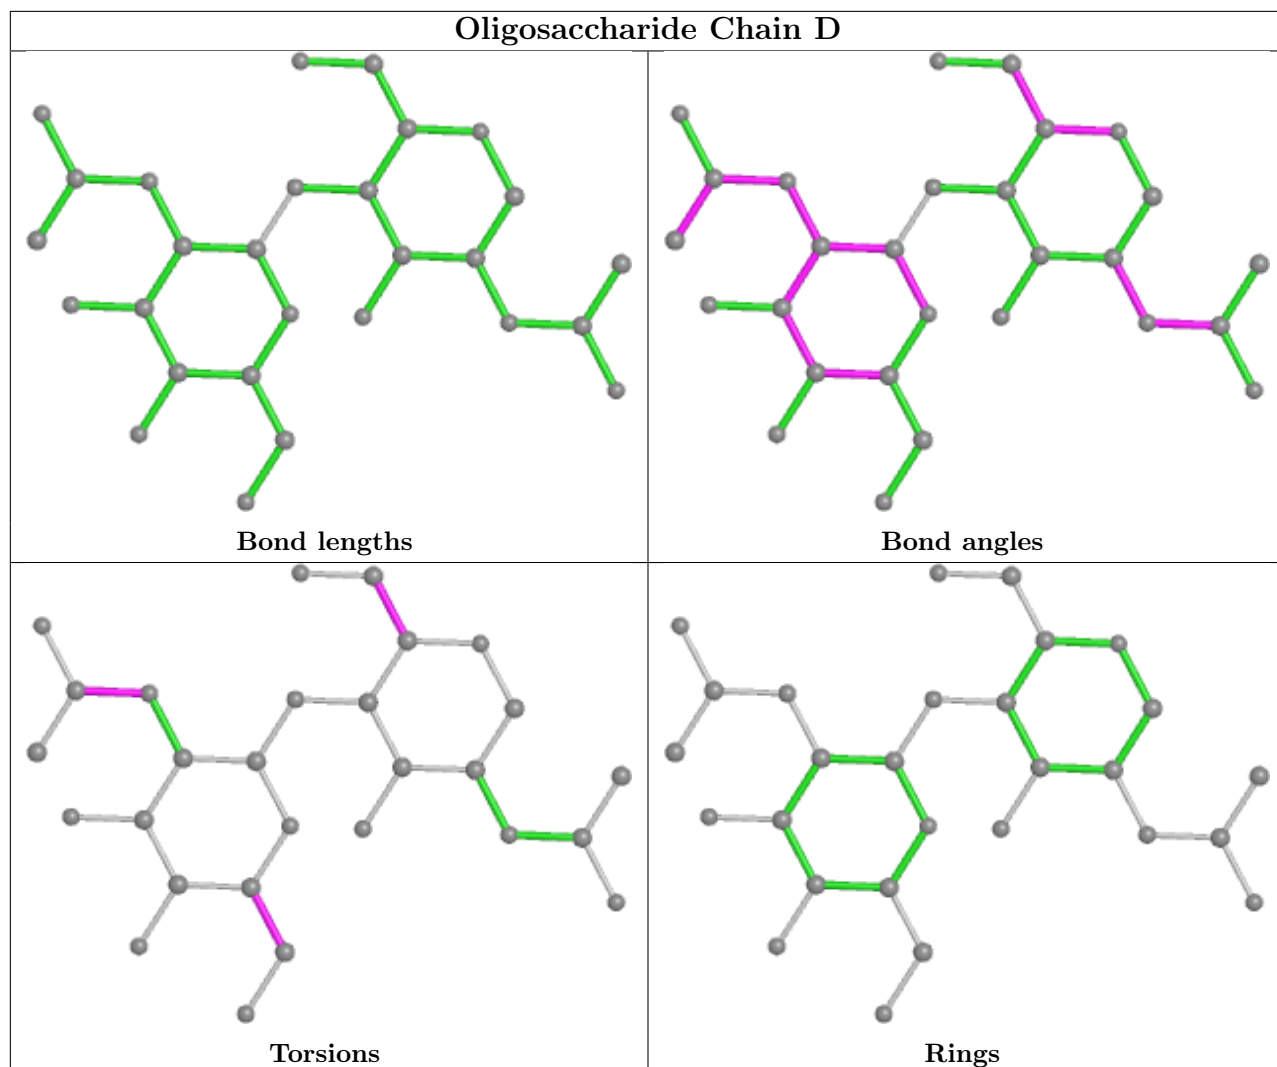 Oligosaccharide Chain D
Bond lengths
Bond angles
Torsions
Rings